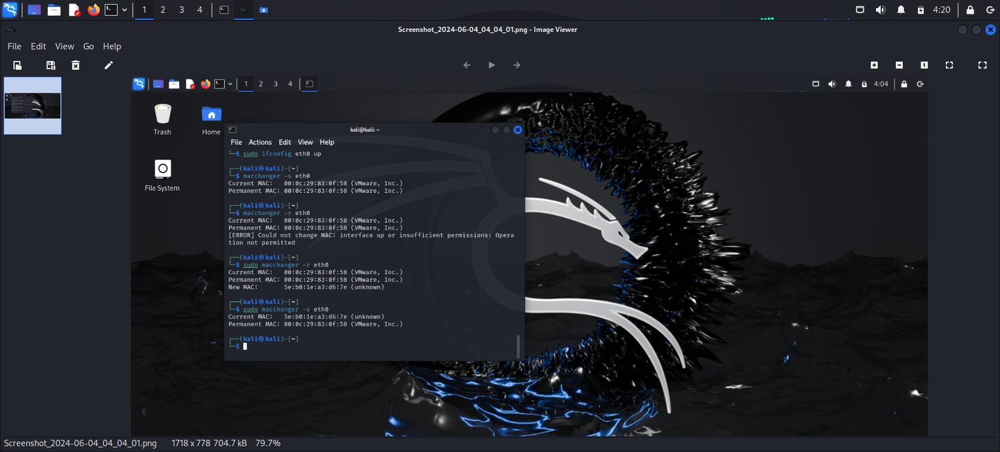 1 2 3 4
4:20
Screenshot_2024-06-04_04_04_01.png - Image Viewer
File Edit View Go Help
1 2 3 4
4:04
Trash
Home
File System
kali@kali: ~
File Actions Edit View Help
└─$ sudo ifconfig eth0 up
┌──(kali㉿kali)-[~]
└─$ macchanger -s eth0
Current MAC:   00:0c:29:83:0f:58 (VMware, Inc.)
Permanent MAC: 00:0c:29:83:0f:58 (VMware, Inc.)
┌──(kali㉿kali)-[~]
└─$ macchanger -r eth0
Current MAC:   00:0c:29:83:0f:58 (VMware, Inc.)
Permanent MAC: 00:0c:29:83:0f:58 (VMware, Inc.)
[ERROR] Could not change MAC: interface up or insufficient permissions: Opera
tion not permitted
┌──(kali㉿kali)-[~]
└─$ sudo macchanger -r eth0
Current MAC:   00:0c:29:83:0f:58 (VMware, Inc.)
Permanent MAC: 00:0c:29:83:0f:58 (VMware, Inc.)
New MAC:       5e:b0:1e:a3:d6:7e (unknown)
┌──(kali㉿kali)-[~]
└─$ sudo macchanger -s eth0
Current MAC:   5e:b0:1e:a3:d6:7e (unknown)
Permanent MAC: 00:0c:29:83:0f:58 (VMware, Inc.)
┌──(kali㉿kali)-[~]
└─$
Screenshot_2024-06-04_04_04_01.png 1718 x 778 704.7 kB 79.7%